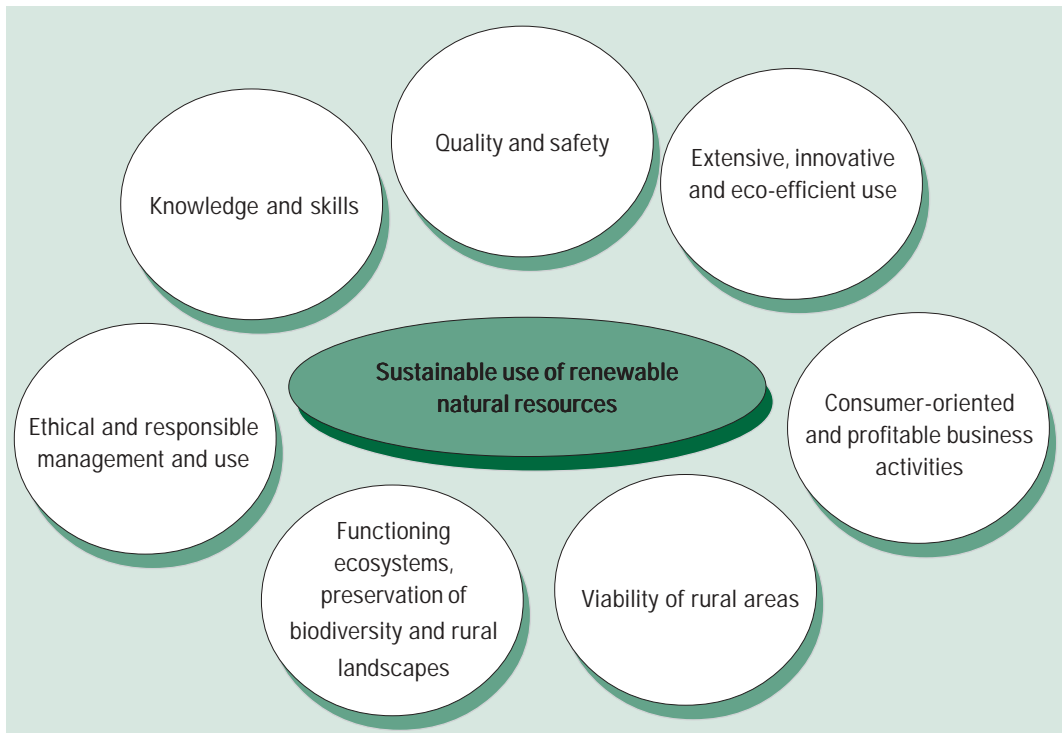 Quality and safety
Extensive, innovative
and eco-efficient use
Knowledge and skills
Sustainable use of renewable
natural resources
Consumer-oriented
and profitable business
activities
Ethical and responsible
management and use
Functioning
ecosystems,
preservation of
biodiversity and rural
landscapes
Viability of rural areas